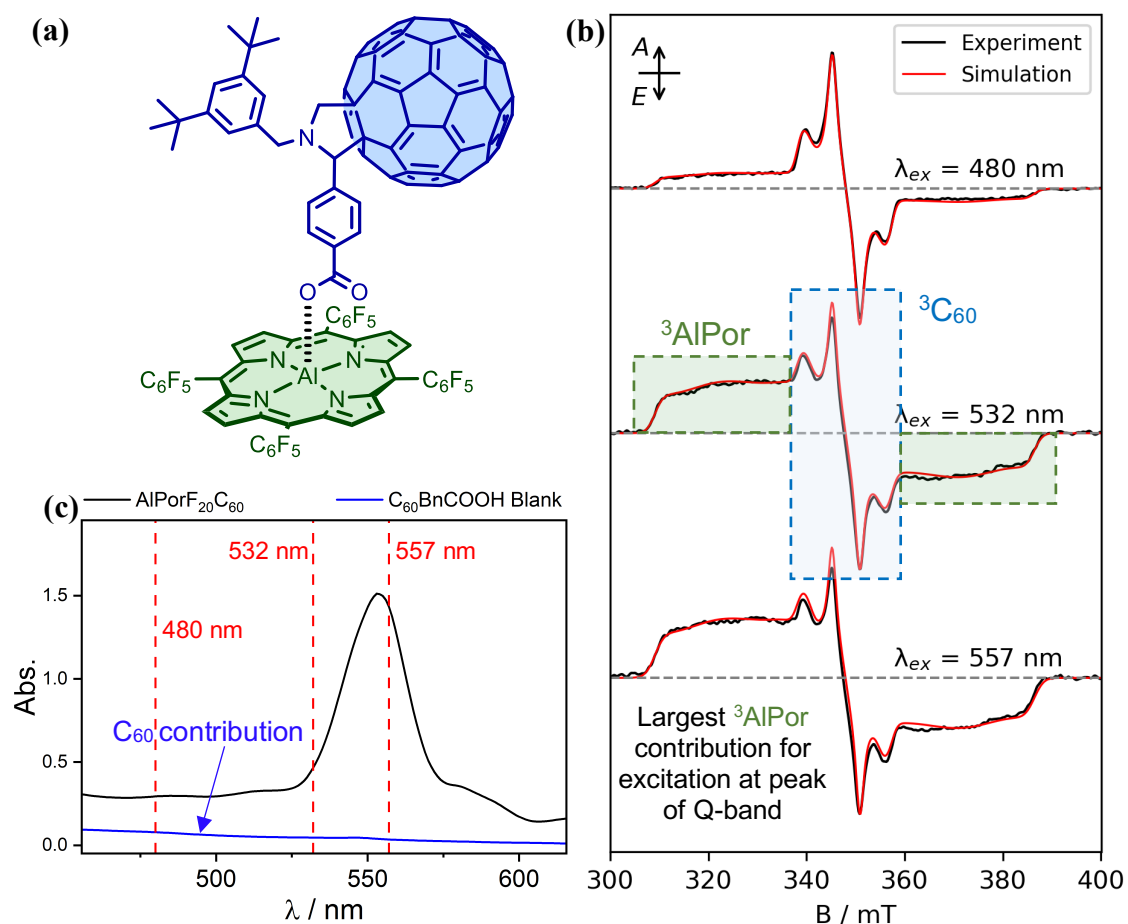 (a)
N
O
O
C₆F₅
C₆F₅
N
N
Al
N
N
C₆F₅
C₆F₅
(b)
A
E
Experiment
Simulation
λex = 480 nm
³AlPor
³C₆₀
λex = 532 nm
λex = 557 nm
Largest ³AlPor
contribution for
excitation at peak
of Q-band
300
320
340
360
380
400
B / mT
(c)
AlPorF₂₀C₆₀
C₆₀BnCOOH Blank
532 nm
557 nm
480 nm
C₆₀ contribution
Abs.
1.5
1.0
0.5
0.0
500
550
600
λ / nm